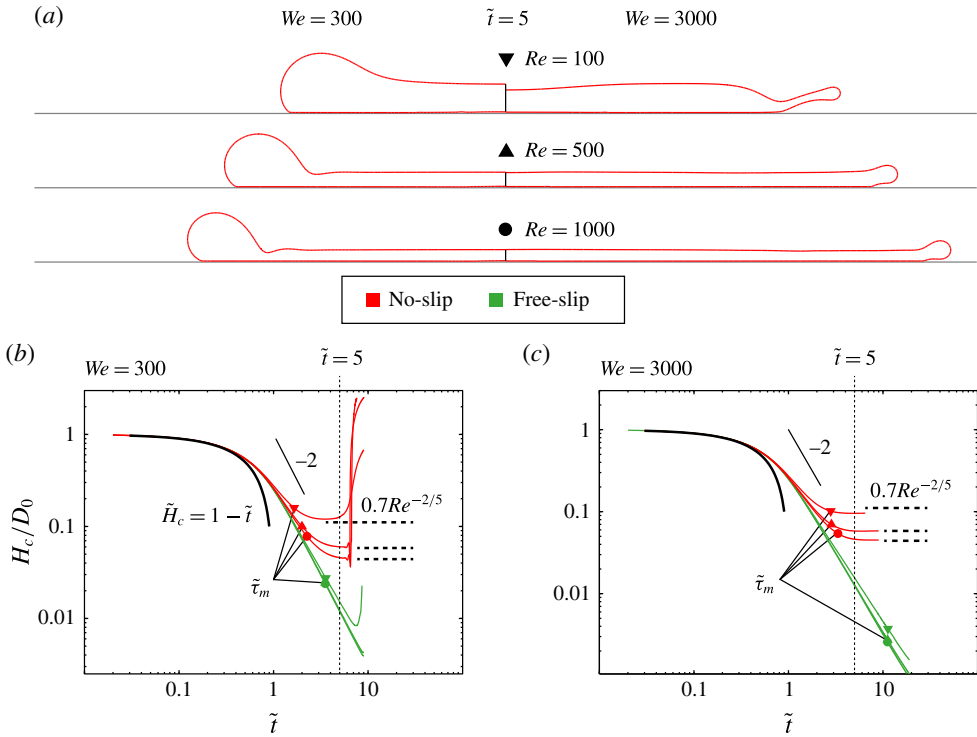 (a) We = 300 t̃ = 5 We = 3000
Re = 100
Re = 500
Re = 1000
No-slip Free-slip
(b) We = 300 t̃ = 5
1
0.1
0.01
H_c/D_0
−2
H̃_c = 1 − t̃
0.7Re^{−2/5}
τ̃_m
0.1 1 10
t̃
(c) We = 3000 t̃ = 5
1
0.1
0.01
−2
0.7Re^{−2/5}
τ̃_m
0.1 1 10
t̃